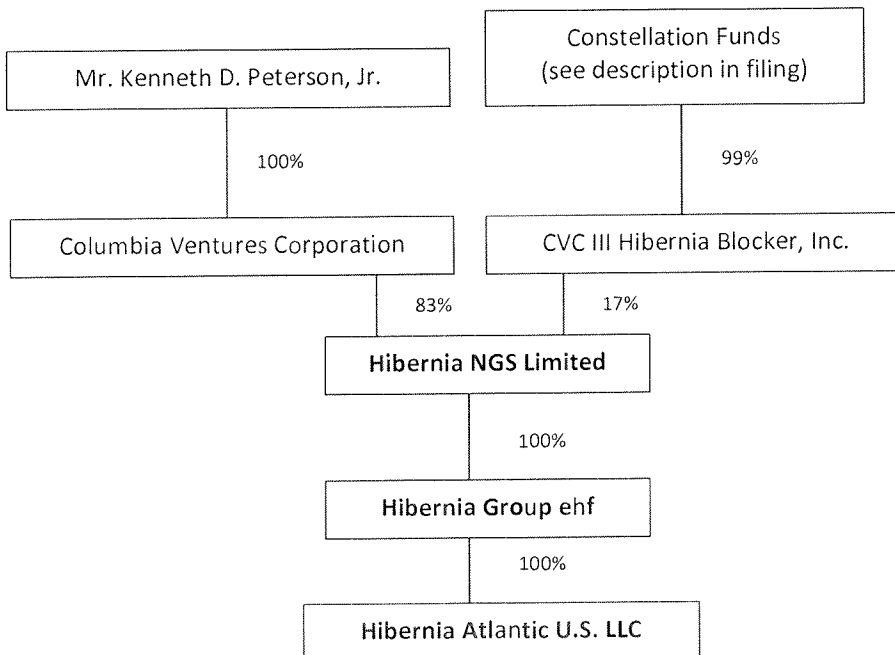 Mr. Kenneth D. Peterson, Jr.
Constellation Funds
(see description in filing)
100%
99%
Columbia Ventures Corporation
CVC III Hibernia Blocker, Inc.
83%
17%
Hibernia NGS Limited
100%
Hibernia Group ehf
100%
Hibernia Atlantic U.S. LLC